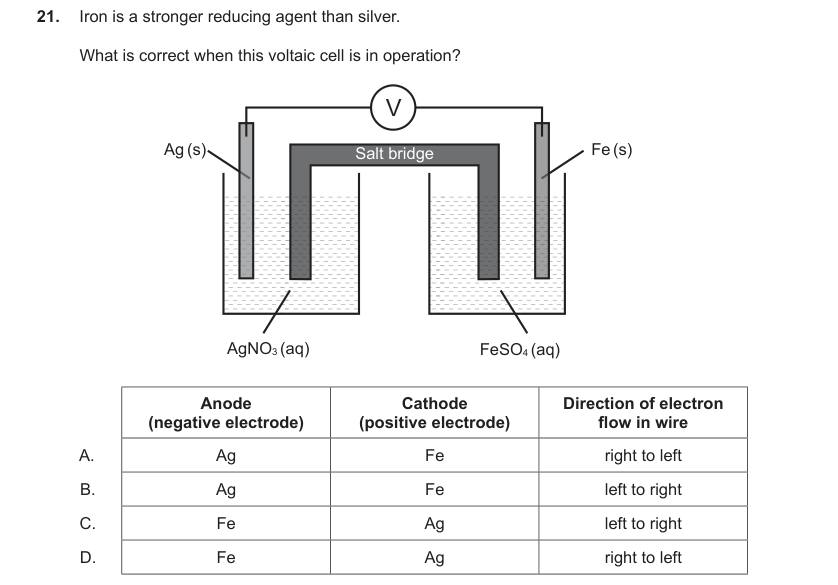 21. Iron is a stronger reducing agent than silver.
What is correct when this voltaic cell is in operation?
V
Ag (s)
Salt bridge
Fe (s)
AgNO₃ (aq)
FeSO₄ (aq)
Anode (negative electrode) Cathode (positive electrode) Direction of electron flow in wire
A. Ag Fe right to left
B. Ag Fe left to right
C. Fe Ag left to right
D. Fe Ag right to left